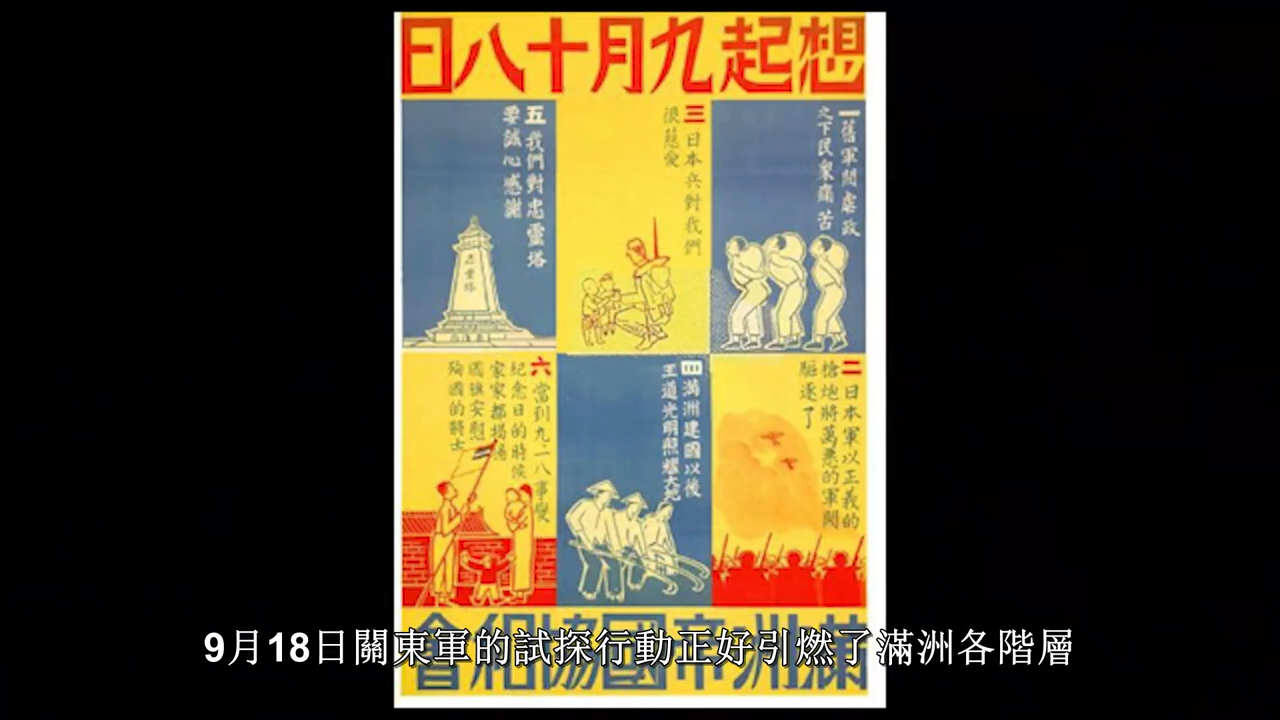 想起九月十八日
一 舊軍閥虐政
之下民衆痛苦
二 日本軍以正義的
槍炮將萬惡的軍閥
驅逐了
三 日本兵對我們
很慈愛
四 滿洲建國以後
王道光明照耀大地
五 我們對忠靈塔
要誠心感謝
忠靈塔
六 當到九·一八事變
紀念日的時候
家家都揭揚
國旗安慰
殉國的將士
滿洲帝國協和會
9月18日關東軍的試探行動正好引燃了滿洲各階層